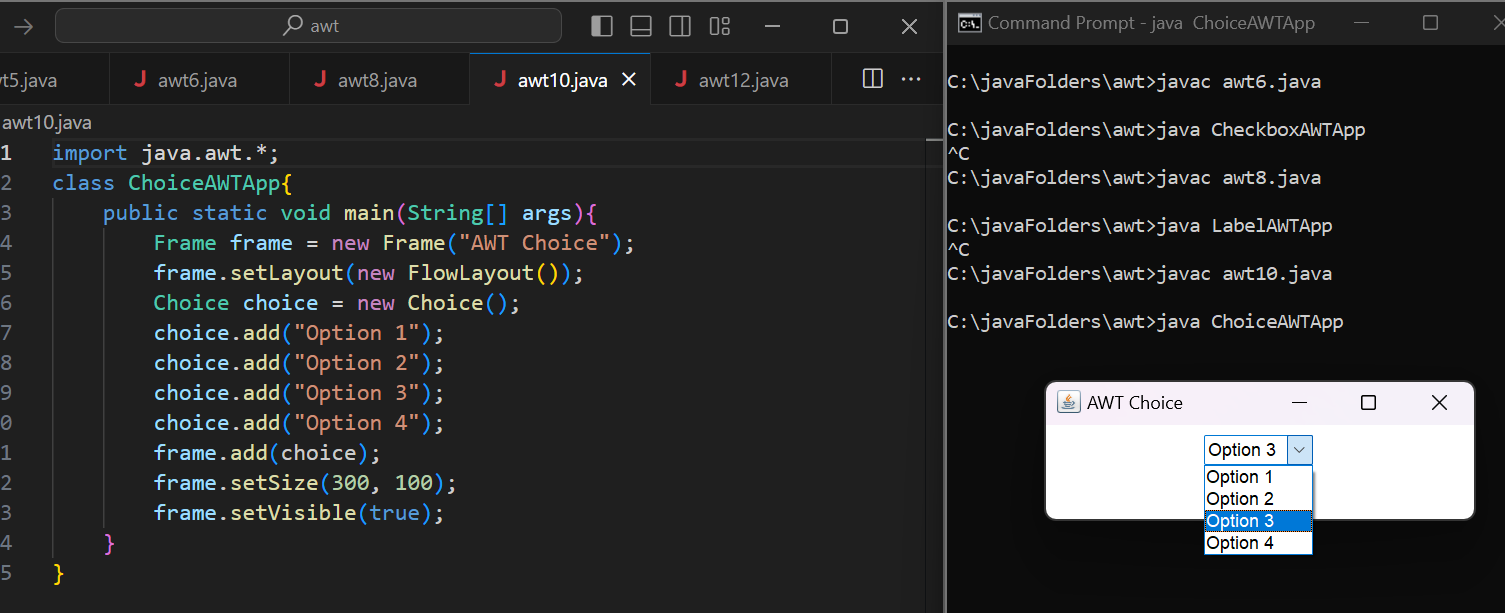 awt
t5.java
J awt6.java
J awt8.java
J awt10.java
J awt12.java
awt10.java
1 import java.awt.*;
2 class ChoiceAWTApp{
3 public static void main(String[] args){
4 Frame frame = new Frame("AWT Choice");
5 frame.setLayout(new FlowLayout());
6 Choice choice = new Choice();
7 choice.add("Option 1");
8 choice.add("Option 2");
9 choice.add("Option 3");
0 choice.add("Option 4");
1 frame.add(choice);
2 frame.setSize(300, 100);
3 frame.setVisible(true);
4 }
5 }
Command Prompt - java  ChoiceAWTApp
C:\javaFolders\awt>javac awt6.java
C:\javaFolders\awt>java CheckboxAWTApp
^C
C:\javaFolders\awt>javac awt8.java
C:\javaFolders\awt>java LabelAWTApp
^C
C:\javaFolders\awt>javac awt10.java
C:\javaFolders\awt>java ChoiceAWTApp
AWT Choice
Option 3
Option 1
Option 2
Option 3
Option 4